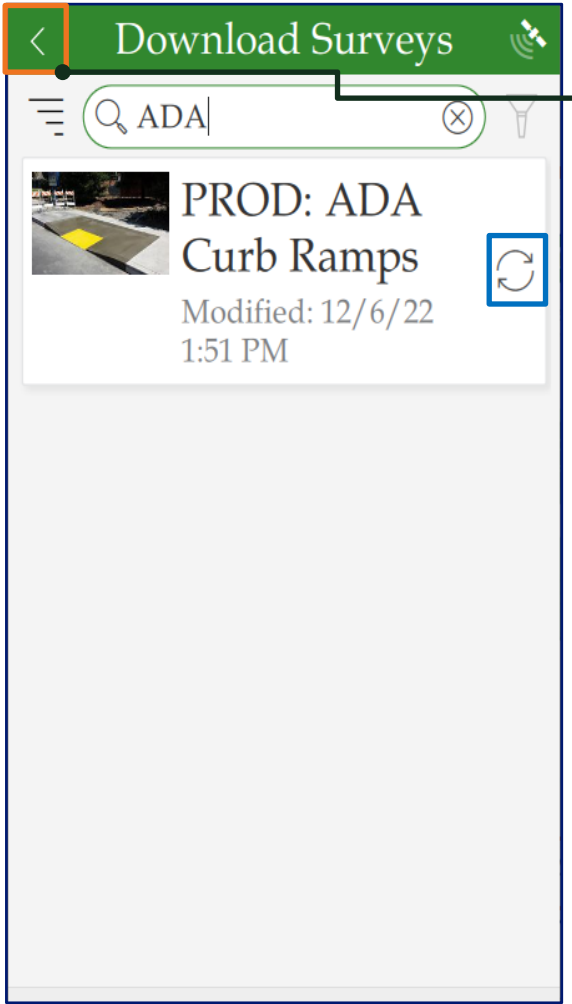 Download Surveys
ADA
PROD: ADA
Curb Ramps
Modified: 12/6/22
1:51 PM